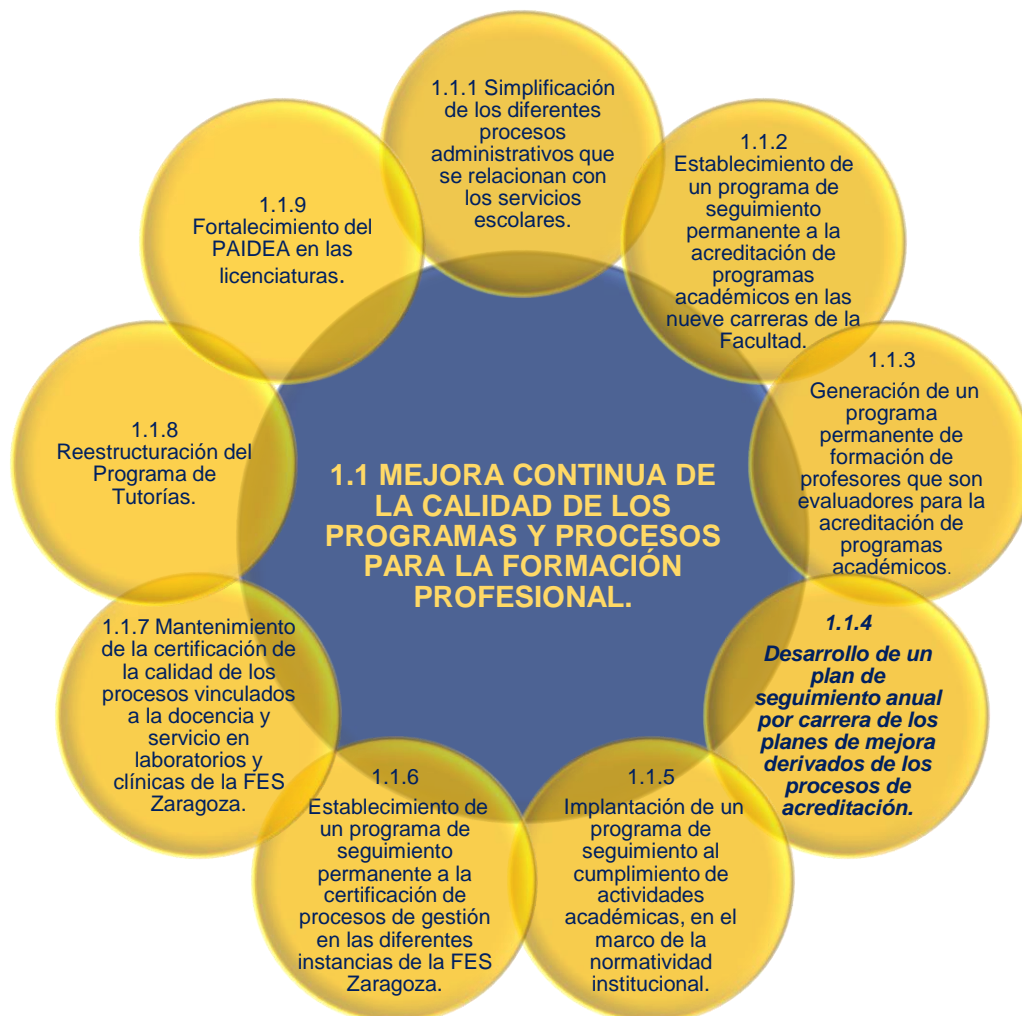 1.1.1 Simplificación
de los diferentes
procesos
administrativos que
se relacionan con
los servicios
escolares.
1.1.2
Establecimiento de
un programa de
seguimiento
permanente a la
acreditación de
programas
académicos en las
nueve carreras de la
Facultad.
1.1.3
Generación de un
programa
permanente de
formación de
profesores que son
evaluadores para la
acreditación de
programas
académicos.
1.1.4
Desarrollo de un
plan de
seguimiento anual
por carrera de los
planes de mejora
derivados de los
procesos de
acreditación.
1.1.5
Implantación de un
programa de
seguimiento al
cumplimiento de
actividades
académicas, en el
marco de la
normatividad
institucional.
1.1.6
Establecimiento de
un programa de
seguimiento
permanente a la
certificación de
procesos de gestión
en las diferentes
instancias de la FES
Zaragoza.
1.1.7 Mantenimiento
de la certificación de
la calidad de los
procesos vinculados
a la docencia y
servicio en
laboratorios y
clínicas de la FES
Zaragoza.
1.1.8
Reestructuración del
Programa de
Tutorías.
1.1.9
Fortalecimiento del
PAIDEA en las
licenciaturas.
1.1 MEJORA CONTINUA DE
LA CALIDAD DE LOS
PROGRAMAS Y PROCESOS
PARA LA FORMACIÓN
PROFESIONAL.